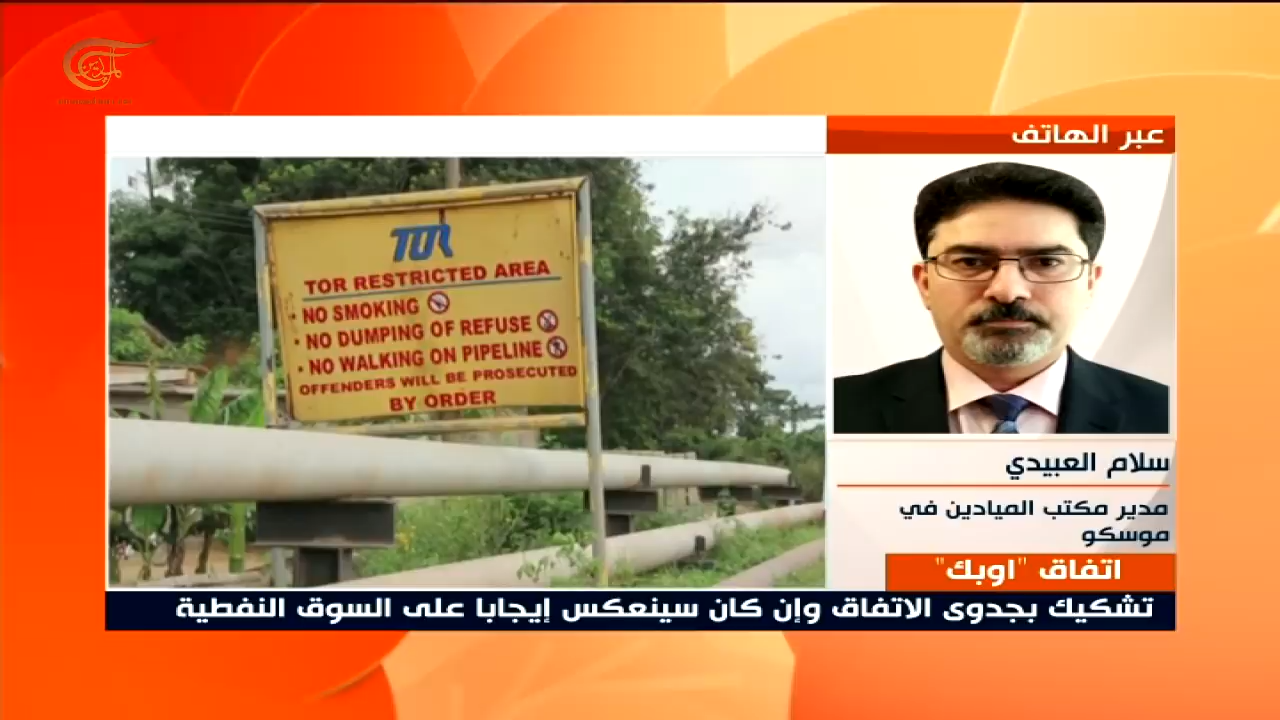 الميادين
عبر الهاتف
TOR
TOR RESTRICTED AREA
• NO SMOKING
• NO DUMPING OF REFUSE
• NO WALKING ON PIPELINE
OFFENDERS WILL BE PROSECUTED
BY ORDER
سلام العبيدي
مدير مكتب الميادين في
موسكو
اتفاق "اوبك"
تشكيك بجدوى الاتفاق وإن كان سينعكس إيجابا على السوق النفطية